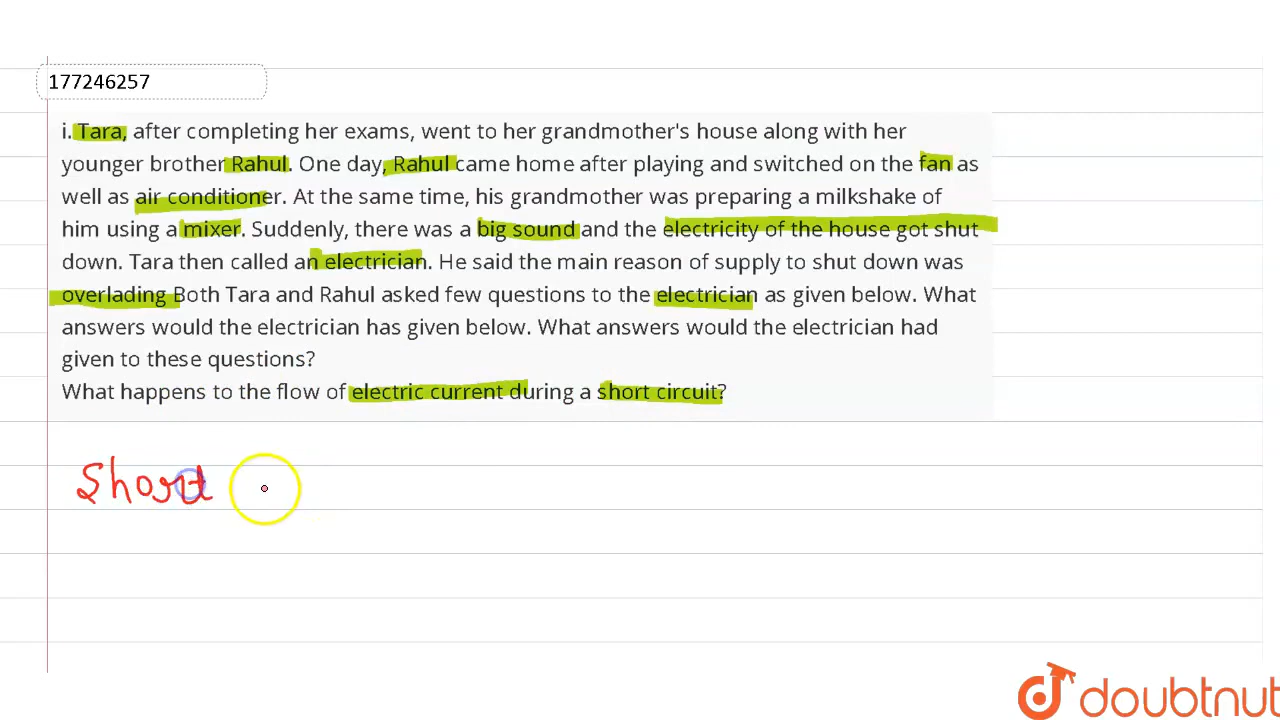 177246257
i. Tara, after completing her exams, went to her grandmother's house along with her
younger brother Rahul. One day, Rahul came home after playing and switched on the fan as
well as air conditioner. At the same time, his grandmother was preparing a milkshake of
him using a mixer. Suddenly, there was a big sound and the electricity of the house got shut
down. Tara then called an electrician. He said the main reason of supply to shut down was
overlading Both Tara and Rahul asked few questions to the electrician as given below. What
answers would the electrician has given below. What answers would the electrician had
given to these questions?
What happens to the flow of electric current during a short circuit?
Short
doubtnut